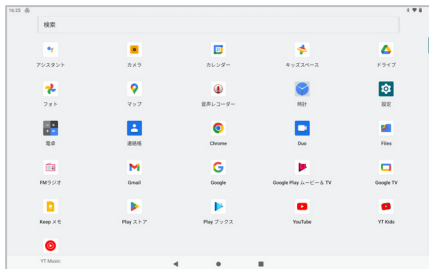 16:25
検索
アシスタント カメラ カレンダー キッズスペース ドライブ
フォト マップ 音声レコーダー 時計 設定
電卓 連絡帳 Chrome Duo Files
FMラジオ Gmail Google Google Play ムービー & TV Google TV
Keep メモ Play ストア Play ブックス YouTube YT Kids
YT Music